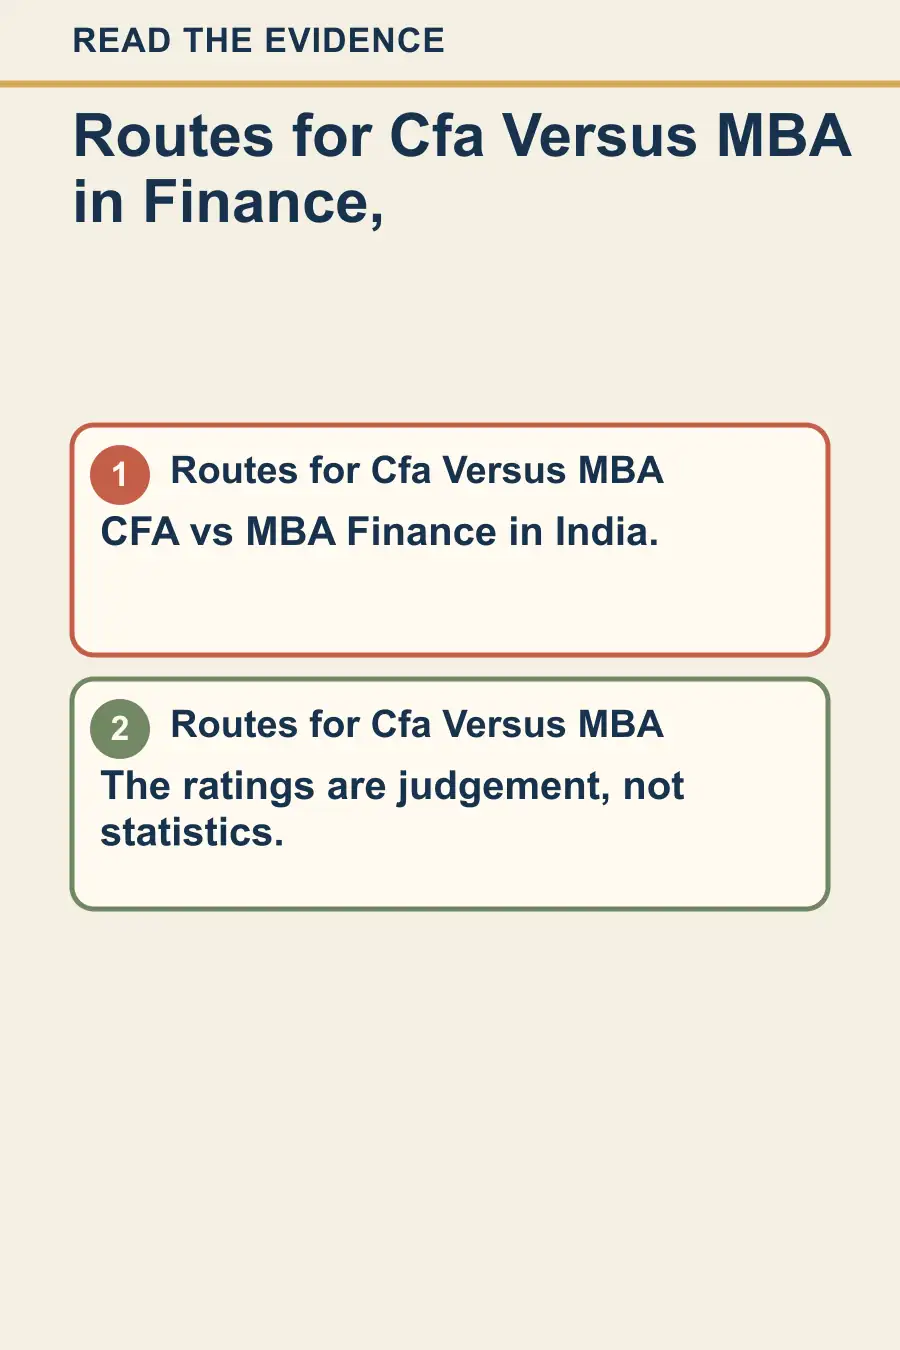 READ THE EVIDENCE
Routes for Cfa Versus MBA
in Finance,
1 Routes for Cfa Versus MBA
CFA vs MBA Finance in India.
2 Routes for Cfa Versus MBA
The ratings are judgement, not
statistics.